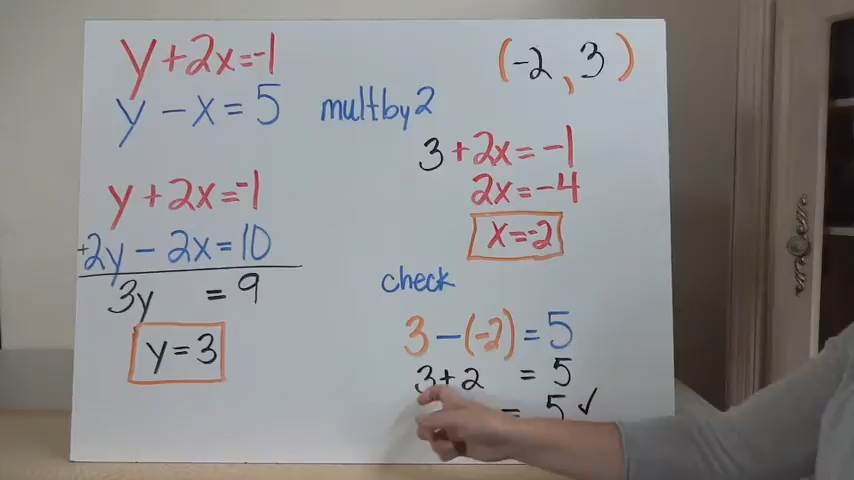 y+2x=-1
y-x=5 multby2
y+2x=-1
+2y-2x=10
3y =9
y=3
(-2,3)
3+2x=-1
2x=-4
x=-2
check
3-(-2)=5
3+2 =5
=5✓